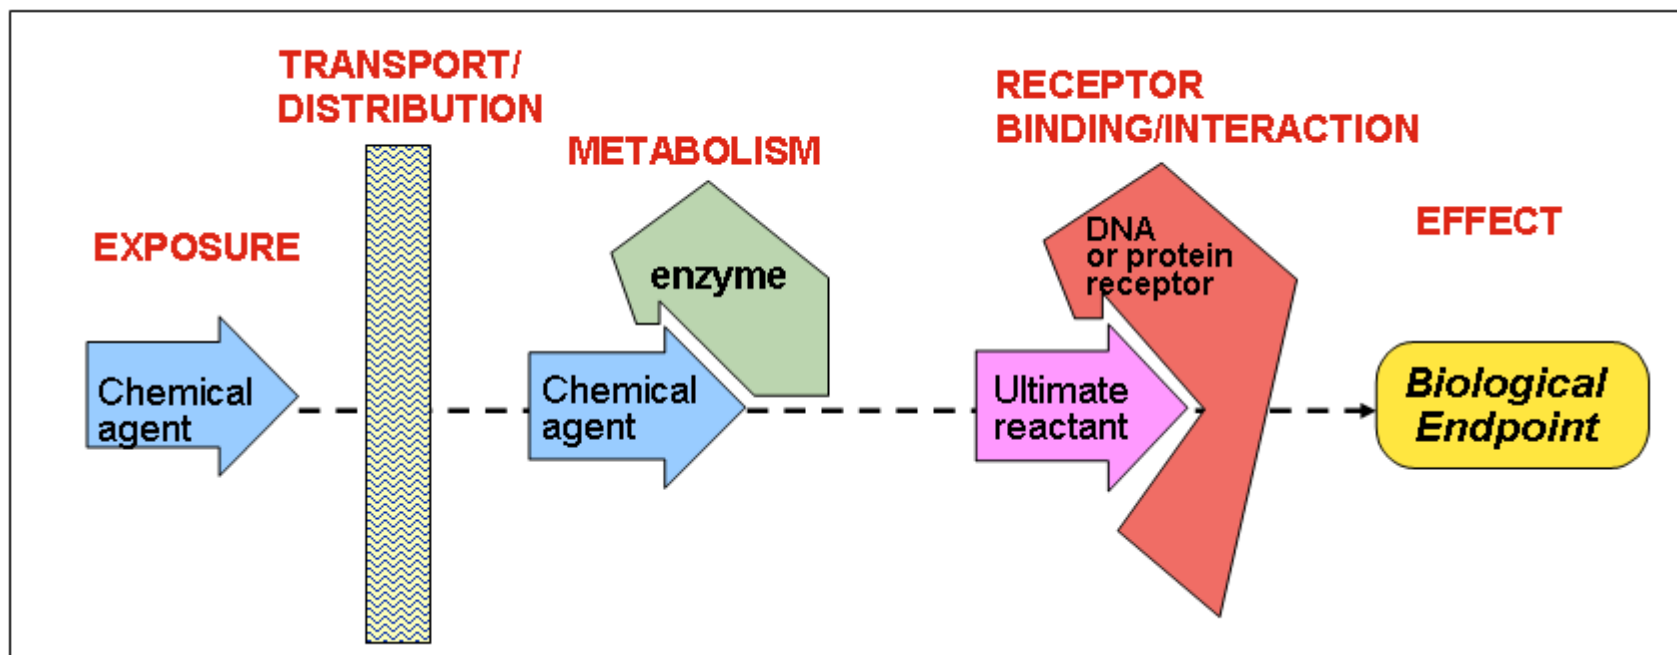 TRANSPORT/
DISTRIBUTION
RECEPTOR
BINDING/INTERACTION
METABOLISM
EXPOSURE
EFFECT
enzyme
DNA
or protein
receptor
Chemical
agent
Chemical
agent
Ultimate
reactant
Biological
Endpoint